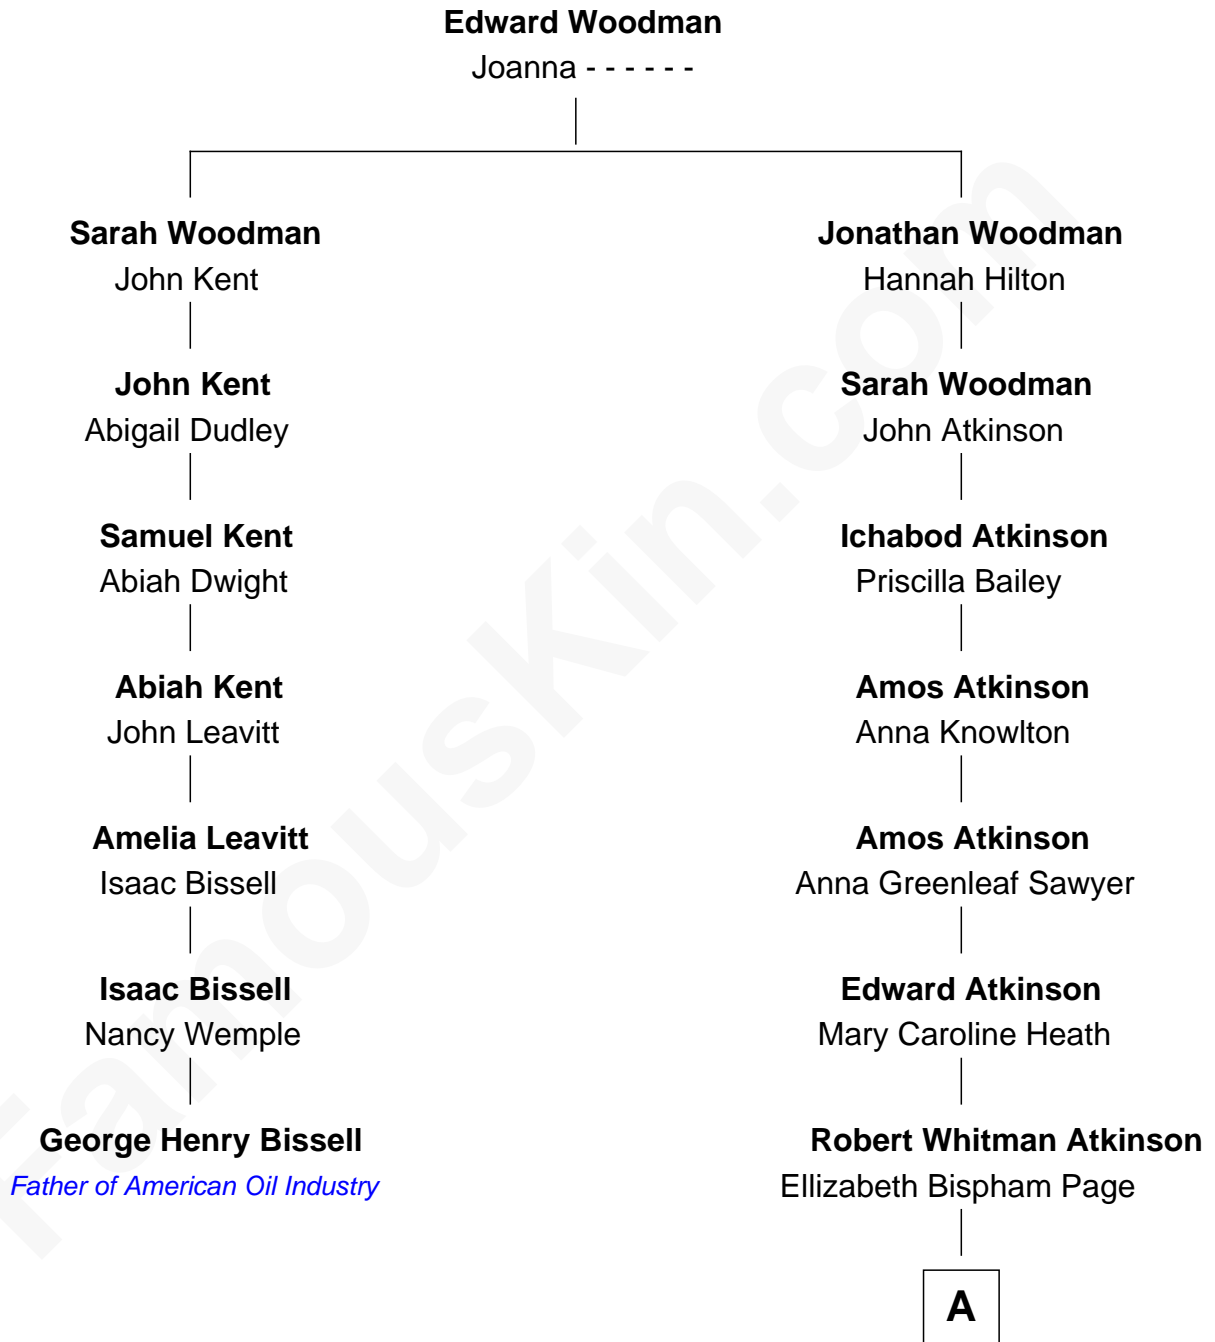 Edward Woodman
Joanna - - - - - -
Sarah Woodman
John Kent
John Kent
Abigail Dudley
Samuel Kent
Abiah Dwight
Abiah Kent
John Leavitt
Amelia Leavitt
Isaac Bissell
Isaac Bissell
Nancy Wemple
George Henry Bissell
Father of American Oil Industry
Jonathan Woodman
Hannah Hilton
Sarah Woodman
John Atkinson
Ichabod Atkinson
Priscilla Bailey
Amos Atkinson
Anna Knowlton
Amos Atkinson
Anna Greenleaf Sawyer
Edward Atkinson
Mary Caroline Heath
Robert Whitman Atkinson
Ellizabeth Bispham Page
A
FamousKin.com